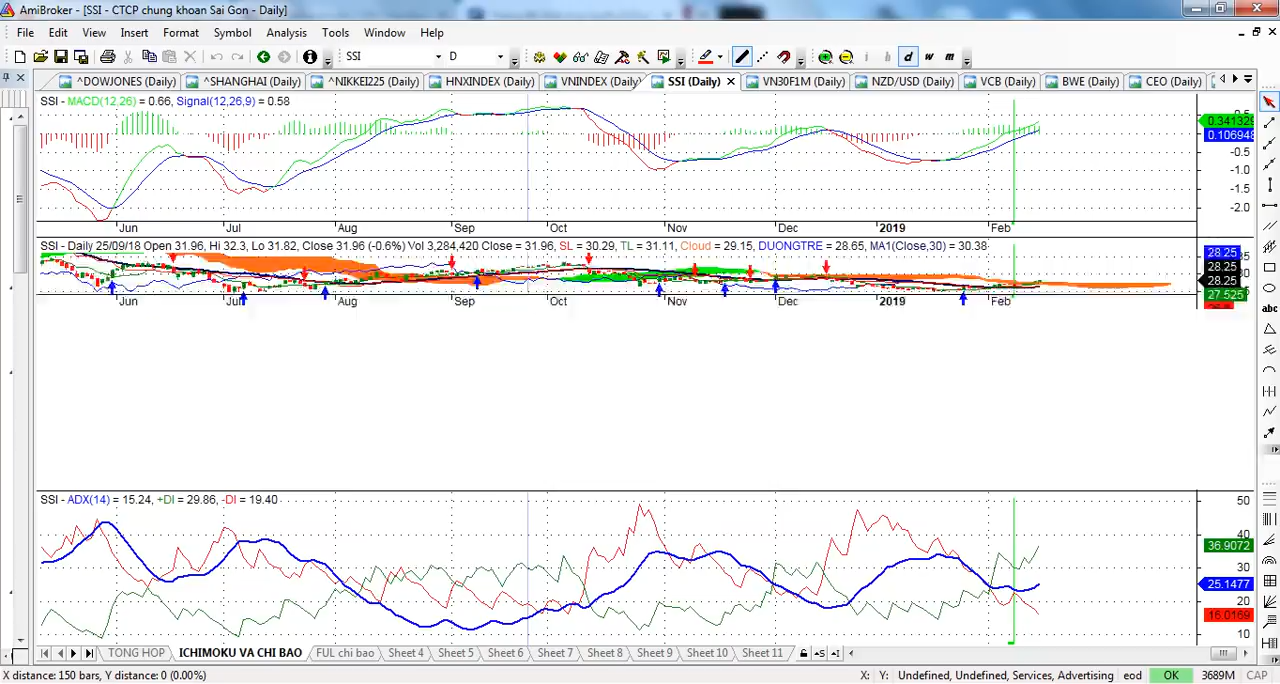 AmiBroker - [SSI - CTCP chung khoan Sai Gon - Daily]
File Edit View Insert Format Symbol Analysis Tools Window Help
SSI D i h d w m
^DOWJONES (Daily) ^SHANGHAI (Daily) ^NIKKEI225 (Daily) HNXINDEX (Daily) VNINDEX (Daily) SSI (Daily) VN30F1M (Daily) NZD/USD (Daily) VCB (Daily) BWE (Daily) CEO (Daily)
SSI - MACD(12,26) = 0.66, Signal(12,26,9) = 0.58
0.5
0.341329
0.106948
-0.5
-1.0
-1.5
-2.0
Jun Jul Aug Sep Oct Nov Dec 2019 Feb
SSI - Daily 25/09/18 Open 31.96, Hi 32.3, Lo 31.82, Close 31.96 (-0.6%) Vol 3,284,420 Close = 31.96, SL = 30.29, TL = 31.11, Cloud = 29.15, DUONGTRE = 28.65, MA1(Close,30) = 30.38
28.25
28.25
28.25
27.525
Jun Jul Aug Sep Oct Nov Dec 2019 Feb
SSI - ADX(14) = 15.24, +DI = 29.86, -DI = 19.40
50
40
36.9072
30
25.1477
20
16.0169
10
abc
TONG HOP ICHIMOKU VA CHI BAO FUL chi bao Sheet 4 Sheet 5 Sheet 6 Sheet 7 Sheet 8 Sheet 9 Sheet 10 Sheet 11
X distance: 150 bars, Y distance: 0 (0.00%) X: Y: Undefined, Undefined, Services, Advertising eod OK 3689M CAP